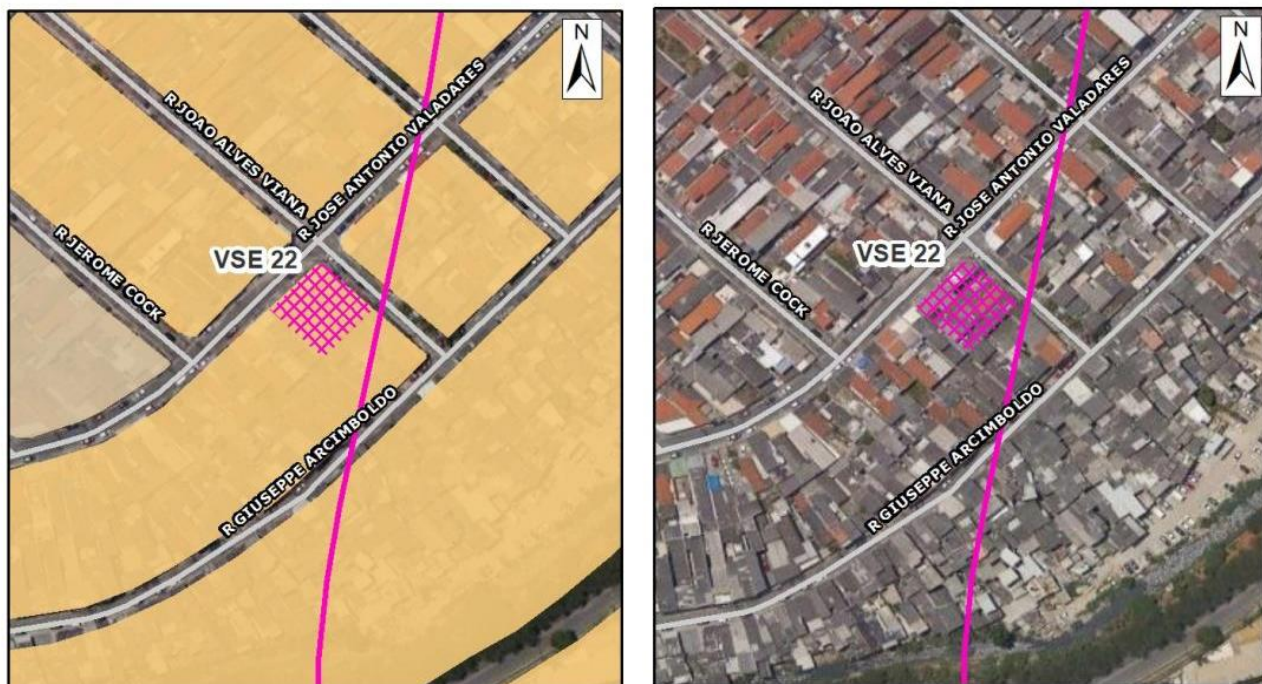 N
R JOAO ALVES VIANA
R JOSE ANTONIO VALADARES
R JEROME COCK
VSE 22
R GIUSEPPE ARCIMBOLDO
N
R JOAO ALVES VIANA
R JOSE ANTONIO VALADARES
R JEROME COCK
VSE 22
R GIUSEPPE ARCIMBOLDO